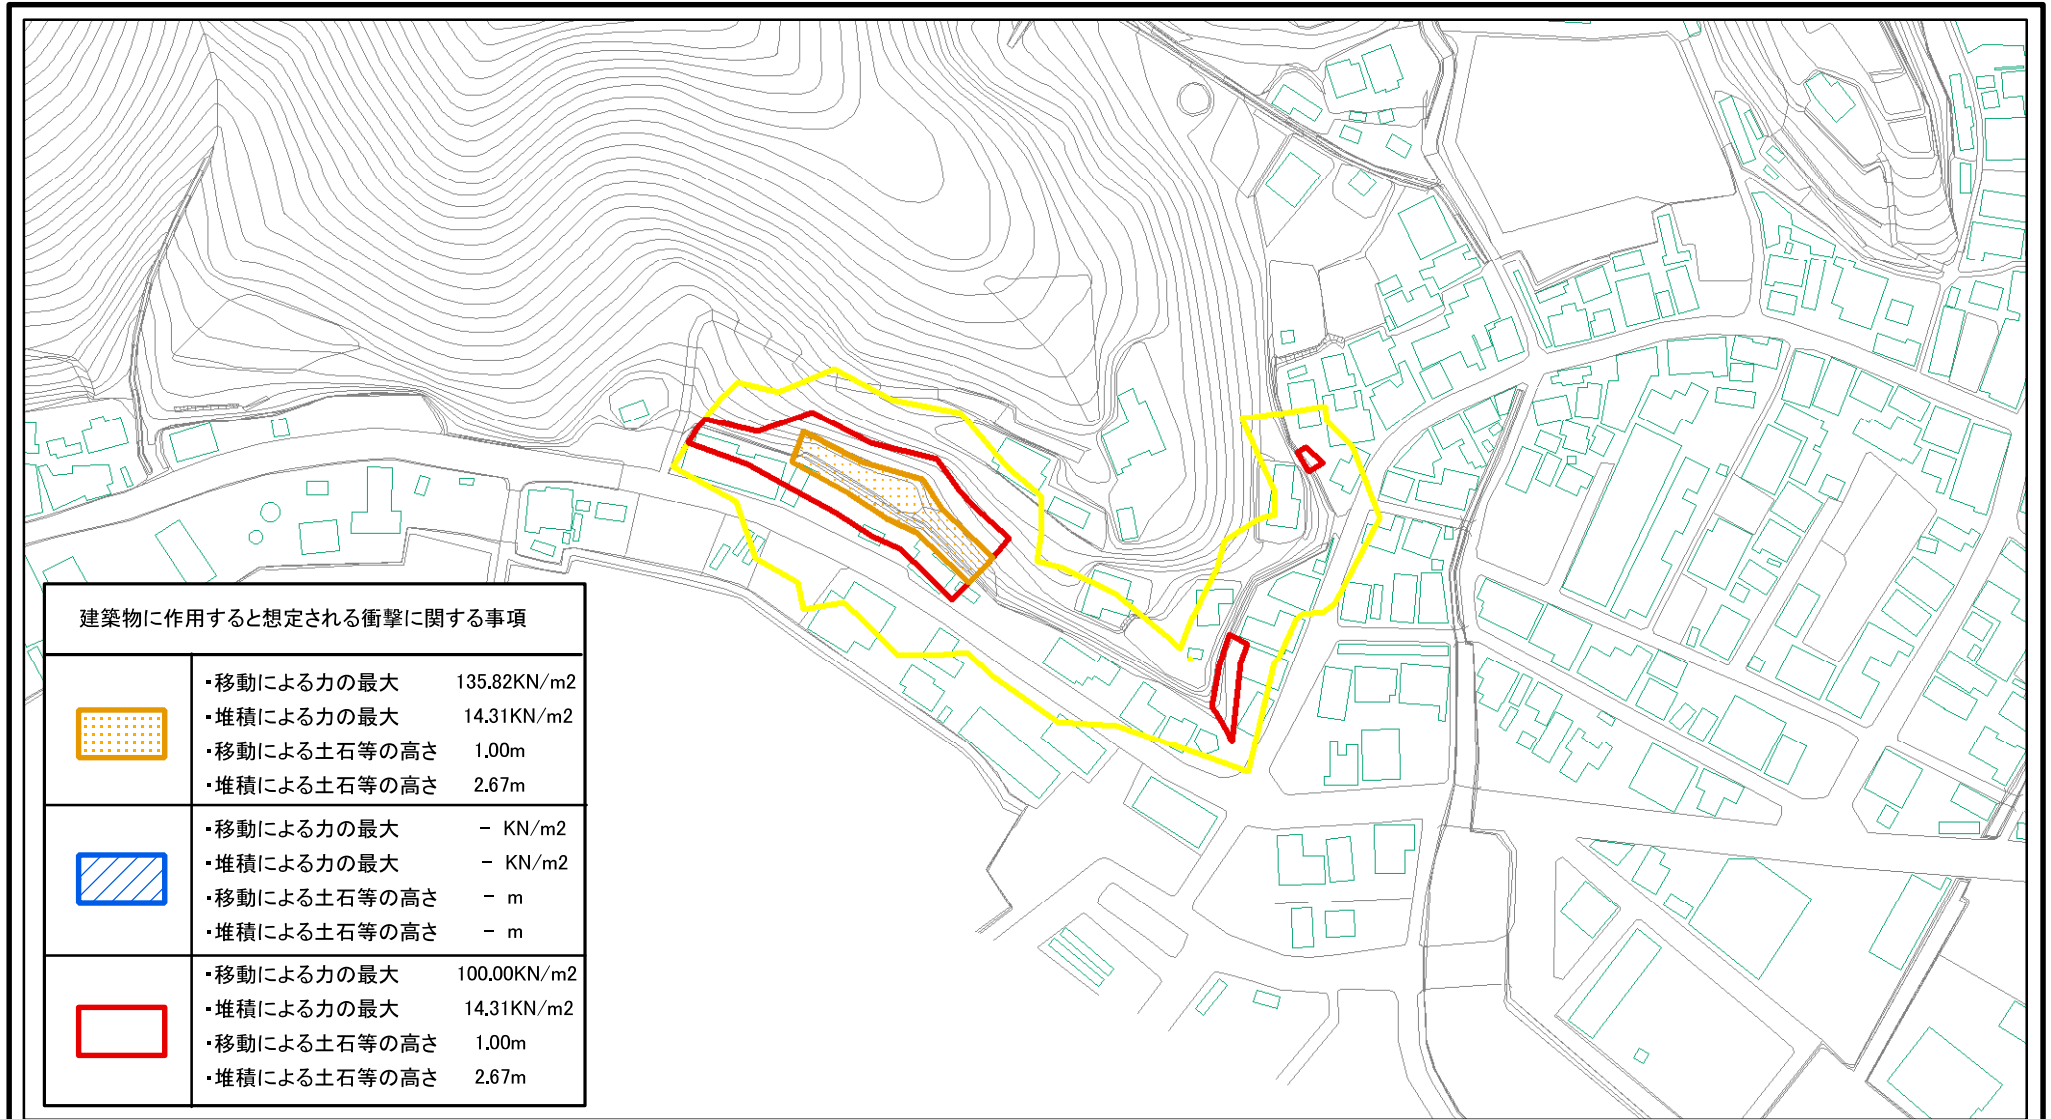 建築物に作用すると想定される衝撃に関する事項
・移動による力の最大 135.82KN/m2
・堆積による力の最大 14.31KN/m2
・移動による土石等の高さ 1.00m
・堆積による土石等の高さ 2.67m
・移動による力の最大 - KN/m2
・堆積による力の最大 - KN/m2
・移動による土石等の高さ - m
・堆積による土石等の高さ - m
・移動による力の最大 100.00KN/m2
・堆積による力の最大 14.31KN/m2
・移動による土石等の高さ 1.00m
・堆積による土石等の高さ 2.67m